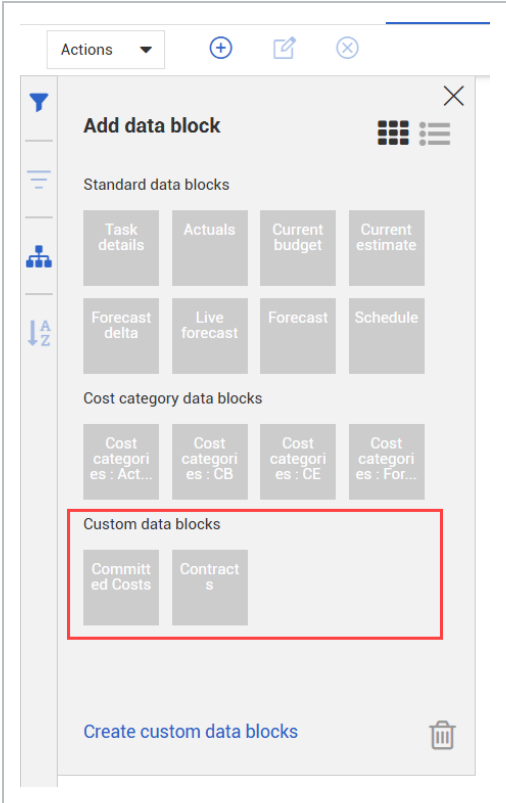 Actions
Add data block
Standard data blocks
Task
details
Actuals
Current
budget
Current
estimate
Forecast
delta
Live
forecast
Forecast
Schedule
Cost category data blocks
Cost
categori
es : Act...
Cost
categori
es : CB
Cost
categori
es : CE
Cost
categori
es : For...
Custom data blocks
Committ
ed Costs
Contract
s
A
Z
Create custom data blocks